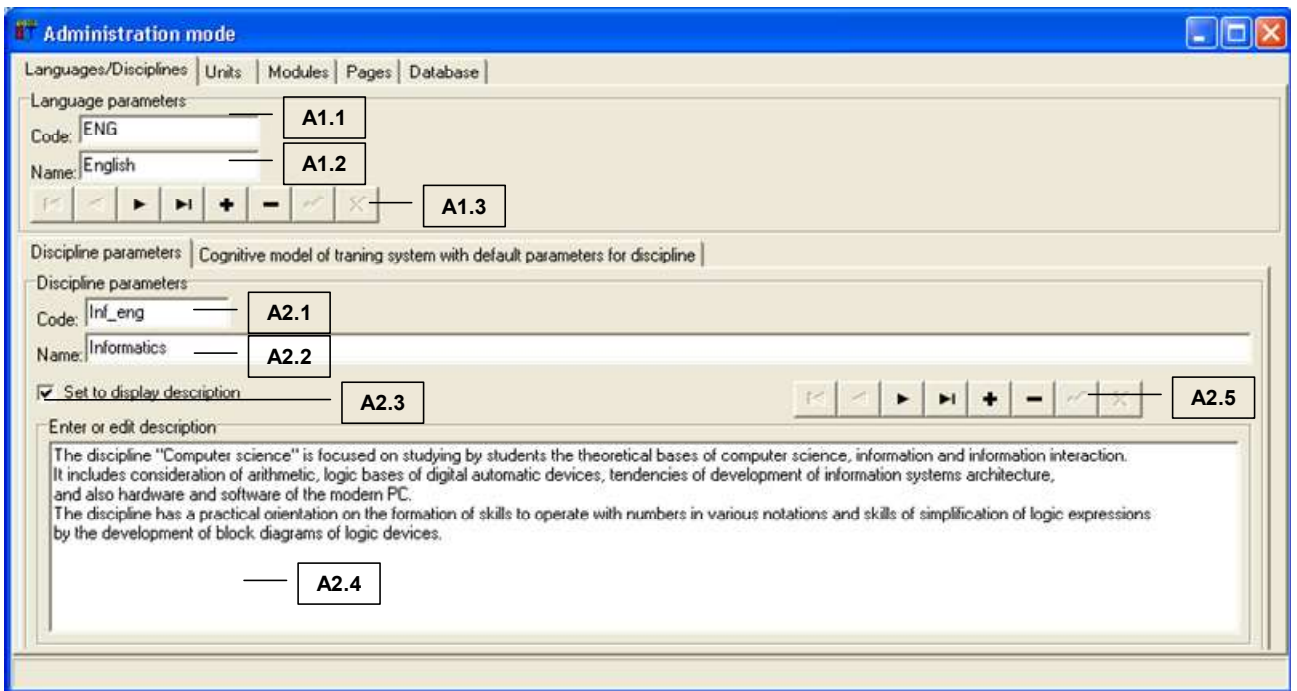 Administration mode
Languages/Disciplines Units Modules Pages Database
Language parameters
Code: ENG A1.1
Name: English A1.2
A1.3
Discipline parameters Cognitive model of traning system with default parameters for discipline
Discipline parameters
Code: Inf_eng A2.1
Name: Informatics A2.2
Set to display description A2.3 A2.5
Enter or edit description
The discipline "Computer science" is focused on studying by students the theoretical bases of computer science, information and information interaction.
It includes consideration of arithmetic, logic bases of digital automatic devices, tendencies of development of information systems architecture,
and also hardware and software of the modern PC.
The discipline has a practical orientation on the formation of skills to operate with numbers in various notations and skills of simplification of logic expressions
by the development of block diagrams of logic devices.
A2.4